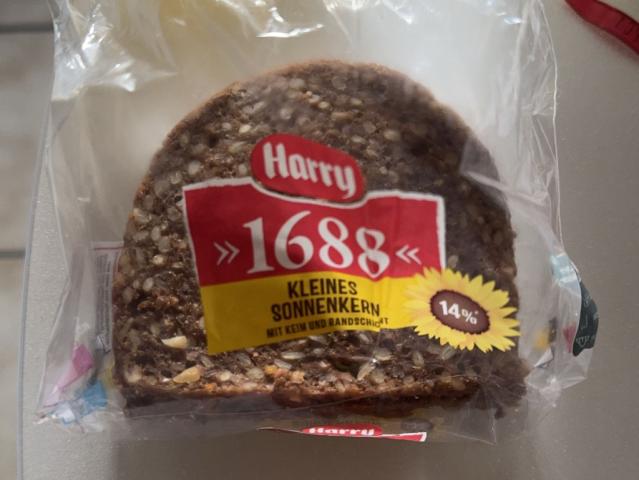 Harry
» 1688 «
KLEINES
SONNENKERN
MIT KEIM UND RANDSCHICHT
14%*
Harry